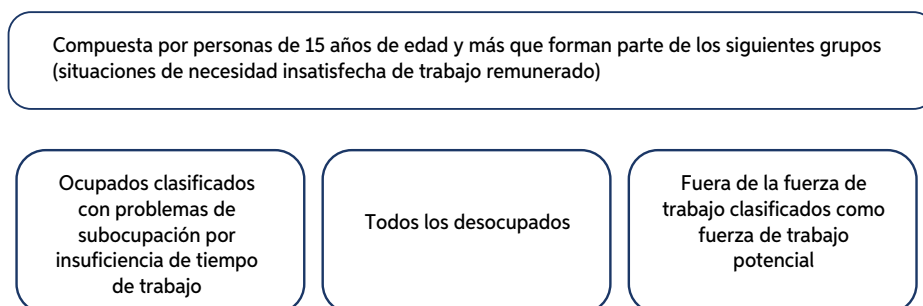 Compuesta por personas de 15 años de edad y más que forman parte de los siguientes grupos
(situaciones de necesidad insatisfecha de trabajo remunerado)
Ocupados clasificados
con problemas de
subocupación por
insuficiencia de tiempo
de trabajo
Todos los desocupados
Fuera de la fuerza de
trabajo clasificados como
fuerza de trabajo
potencial